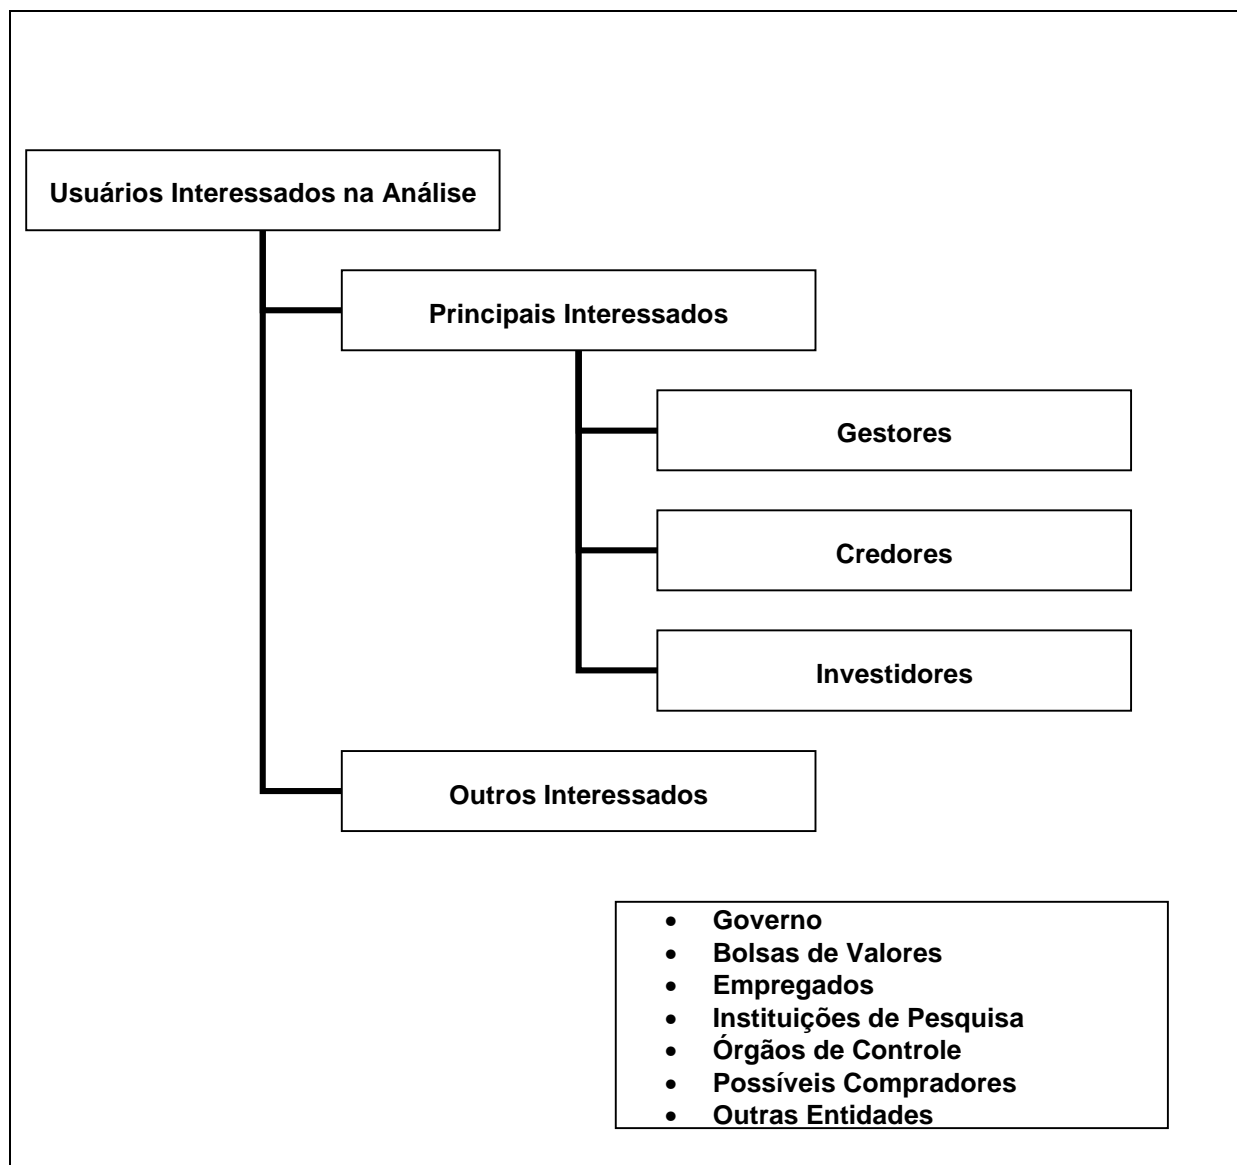 Usuários Interessados na Análise
Principais Interessados
Gestores
Credores
Investidores
Outros Interessados
• Governo
• Bolsas de Valores
• Empregados
• Instituições de Pesquisa
• Órgãos de Controle
• Possíveis Compradores
• Outras Entidades